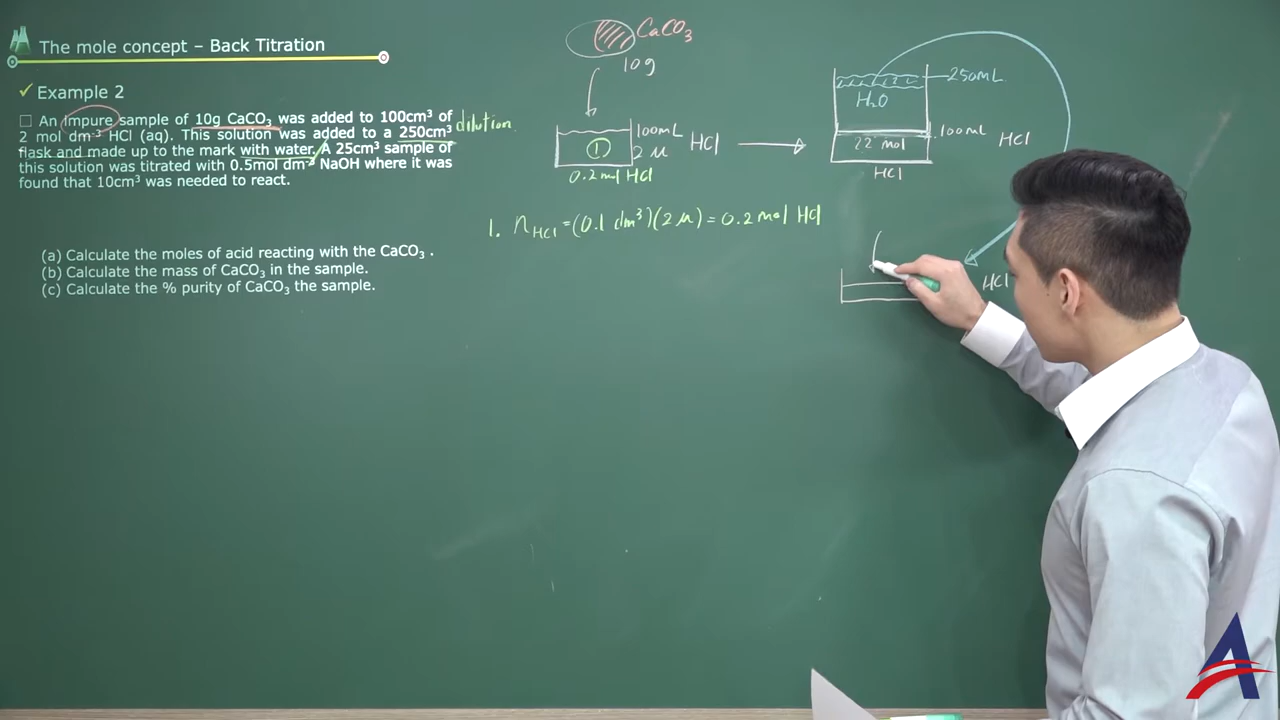 The mole concept – Back Titration
✓ Example 2
□ An Impure sample of 10g CaCO₃ was added to 100cm³ of
2 mol dm⁻³ HCl (aq). This solution was added to a 250cm³
flask and made up to the mark with water. A 25cm³ sample of
this solution was titrated with 0.5mol dm⁻³ NaOH where it was
found that 10cm³ was needed to react.
dilution
(a) Calculate the moles of acid reacting with the CaCO₃ .
(b) Calculate the mass of CaCO₃ in the sample.
(c) Calculate the % purity of CaCO₃ the sample.
CaCO₃
10g
100mL
2 M
HCl
①
0.2 mol HCl
250mL
H₂O
100mL
HCl
?? mol
HCl
1. n HCl = (0.1 dm³)(2 M) = 0.2 mol HCl
HCl
A